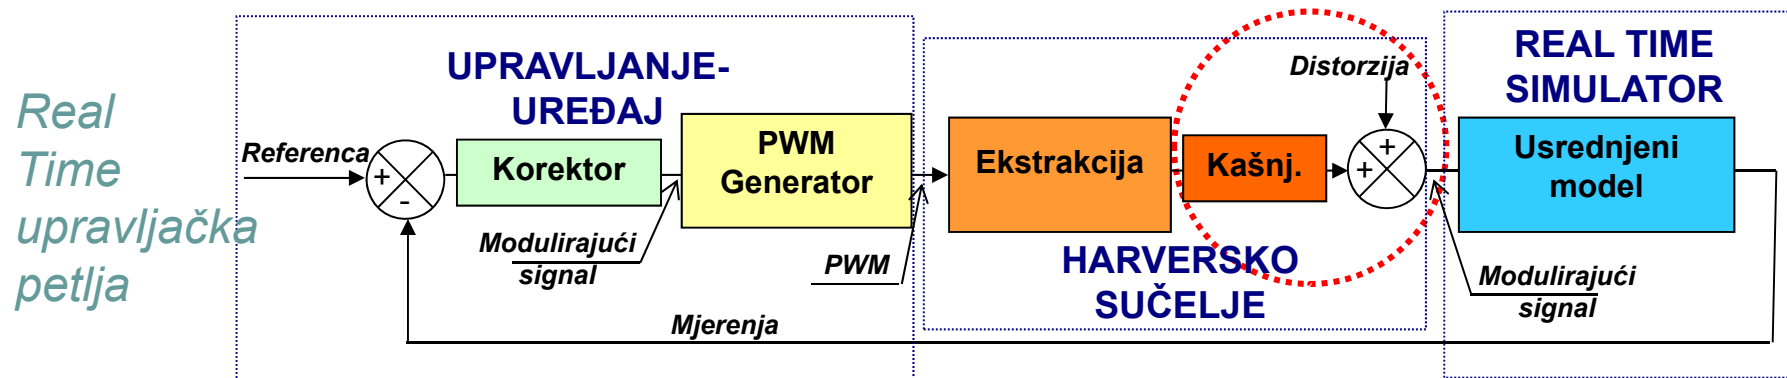 Real
Time
upravljačka
petlja
UPRAVLJANJE-
UREĐAJ
Referenca
+
-
Korektor
PWM
Generator
Modulirajući
signal
PWM
Ekstrakcija
Kašnj.
Distorzija
+
+
HARVERSKO
SUČELJE
REAL TIME
SIMULATOR
Usrednjeni
model
Modulirajući
signal
Mjerenja